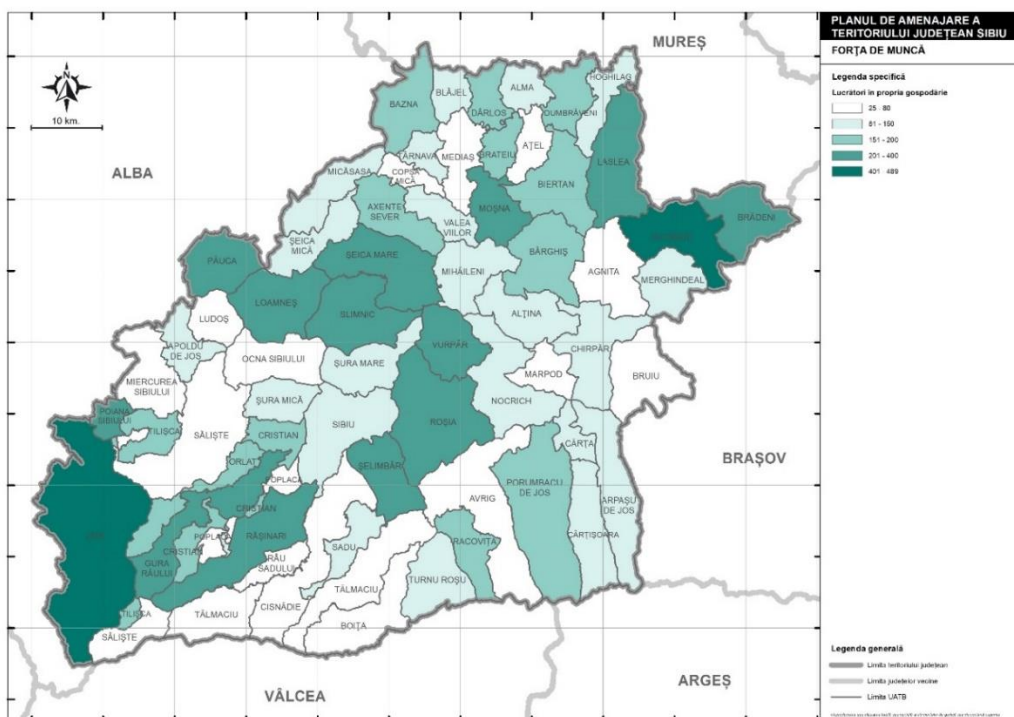 PLANUL DE AMENAJARE A
TERITORIULUI JUDEȚEAN SIBIU
FORȚA DE MUNCĂ
Legenda specifică
Lucrători în propria gospodărie
25 - 80
81 - 150
151 - 200
201 - 400
401 - 489
N
10 km.
MUREȘ
ALBA
BRAȘOV
ARGEȘ
VÂLCEA
BAZNA
BLĂJEL
DÂRLOS
ALMA
DUMBRĂVENI
HOGHILAG
TÂRNAVA
MEDIAȘ
BRATEIU
AȚEL
LASLEA
MICĂSASA
COPȘA
MICĂ
BIERTAN
AXENTE
SEVER
MOȘNA
VALEA
VIILOR
BRĂDENI
ȘEICA
MICĂ
BÂRGHIȘ
PĂUCA
ȘEICA MARE
MIHĂILENI
AGNITA
MERGHINDEAL
LOAMNEȘ
SLIMNIC
ALȚINA
LUDOȘ
APOLDU
DE JOS
OCNA SIBIULUI
ȘURA MARE
VURPĂR
CHIRPĂR
MARPOD
BRUIU
MIERCUREA
SIBIULUI
ȘURA MICĂ
NOCRICH
POIANA
SIBIULUI
TILIȘCA
SĂLIȘTE
CRISTIAN
SIBIU
ROȘIA
CÂRȚA
ORLAT
ȘELIMBĂR
POPLACA
AVRIG
PORUMBACU
DE JOS
ARPAȘU
DE JOS
CRISTIAN
POPLACA
RĂȘINARI
CRISTIAN
GURA
RÂULUI
RÂU
SADULUI
SADU
RACOVIȚA
CÂRȚIȘOARA
TURNU ROȘU
TĂLMACIU
TILIȘCA
TĂLMACIU
CISNĂDIE
BOIȚA
SĂLIȘTE
Legenda generală
Limita teritoriului județean
Limita județelor vecine
Limita UATB